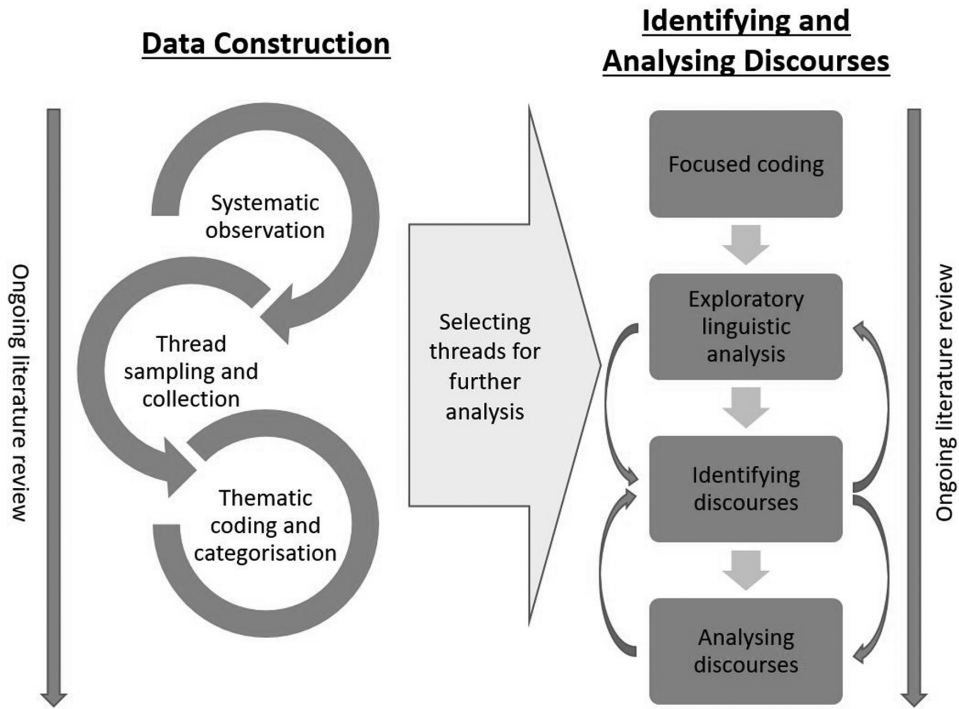 Data Construction
Identifying and
Analysing Discourses
Ongoing literature review
Systematic
observation
Thread
sampling and
collection
Thematic
coding and
categorisation
Selecting
threads for
further
analysis
Focused coding
Exploratory
linguistic
analysis
Identifying
discourses
Analysing
discourses
Ongoing literature review